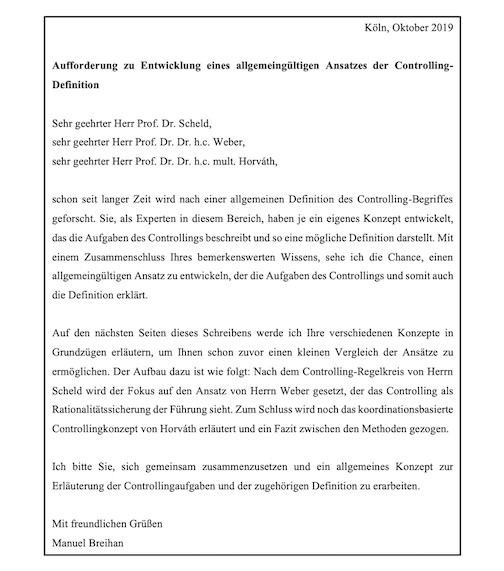 Köln, Oktober 2019
Aufforderung zu Entwicklung eines allgemeingültigen Ansatzes der Controlling-
Definition
Sehr geehrter Herr Prof. Dr. Scheld,
sehr geehrter Herr Prof. Dr. Dr. h.c. Weber,
sehr geehrter Herr Prof. Dr. Dr. h.c. mult. Horváth,
schon seit langer Zeit wird nach einer allgemeinen Definition des Controlling-Begriffes
geforscht. Sie, als Experten in diesem Bereich, haben je ein eigenes Konzept entwickelt,
das die Aufgaben des Controllings beschreibt und so eine mögliche Definition darstellt. Mit
einem Zusammenschluss Ihres bemerkenswerten Wissens, sehe ich die Chance, einen
allgemeingültigen Ansatz zu entwickeln, der die Aufgaben des Controllings und somit auch
die Definition erklärt.
Auf den nächsten Seiten dieses Schreibens werde ich Ihre verschiedenen Konzepte in
Grundzügen erläutern, um Ihnen schon zuvor einen kleinen Vergleich der Ansätze zu
ermöglichen. Der Aufbau dazu ist wie folgt: Nach dem Controlling-Regelkreis von Herrn
Scheld wird der Fokus auf den Ansatz von Herrn Weber gesetzt, der das Controlling als
Rationalitätssicherung der Führung sieht. Zum Schluss wird noch das koordinationsbasierte
Controllingkonzept von Horváth erläutert und ein Fazit zwischen den Methoden gezogen.
Ich bitte Sie, sich gemeinsam zusammenzusetzen und ein allgemeines Konzept zur
Erläuterung der Controllingaufgaben und der zugehörigen Definition zu erarbeiten.
Mit freundlichen Grüßen
Manuel Breihan